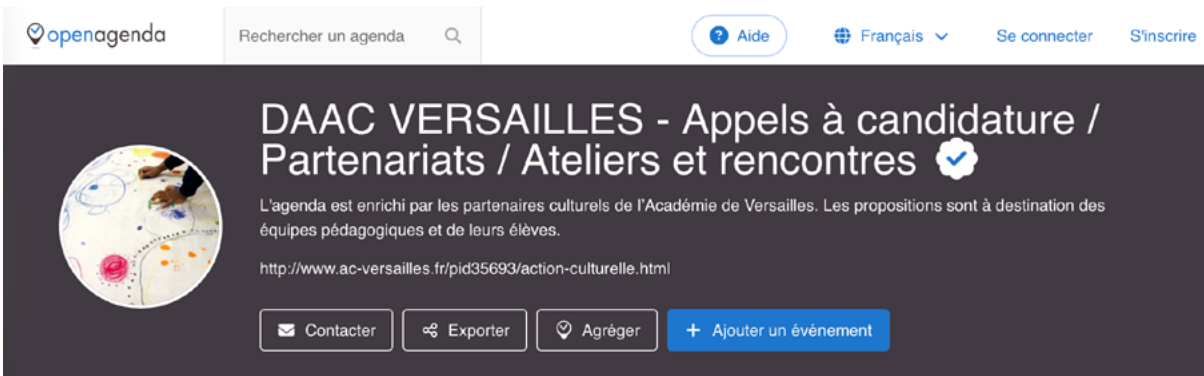 openagenda
Rechercher un agenda
Aide
Français
Se connecter
S'inscrire
DAAC VERSAILLES - Appels à candidature /
Partenariats / Ateliers et rencontres
L'agenda est enrichi par les partenaires culturels de l'Académie de Versailles. Les propositions sont à destination des
équipes pédagogiques et de leurs élèves.
http://www.ac-versailles.fr/pid35693/action-culturelle.html
Contacter
Exporter
Agréger
+ Ajouter un événement